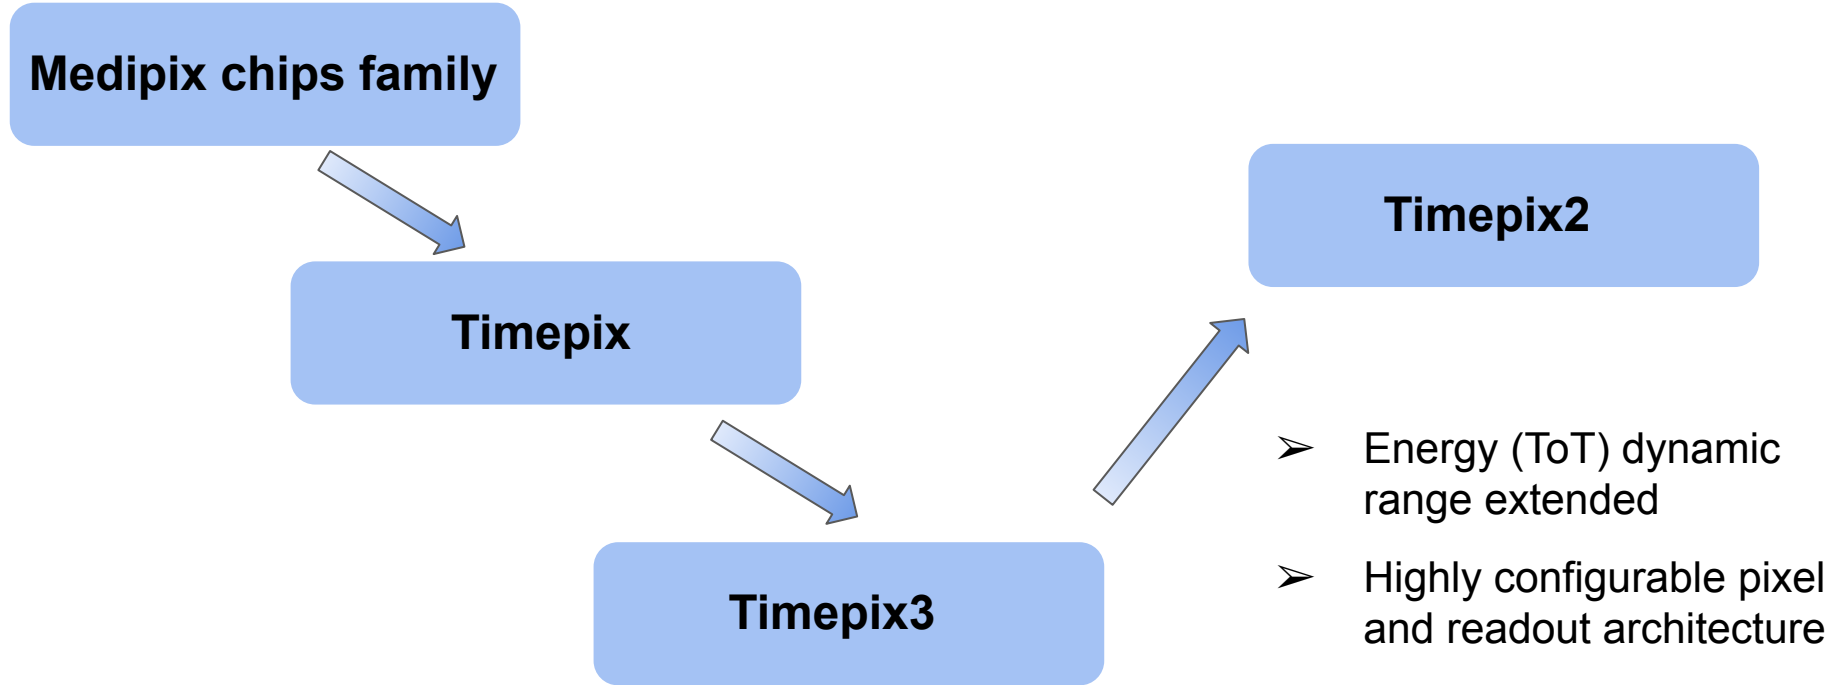 Medipix chips family
Timepix
Timepix3
Timepix2
➢ Energy (ToT) dynamic
range extended
➢ Highly configurable pixel
and readout architecture